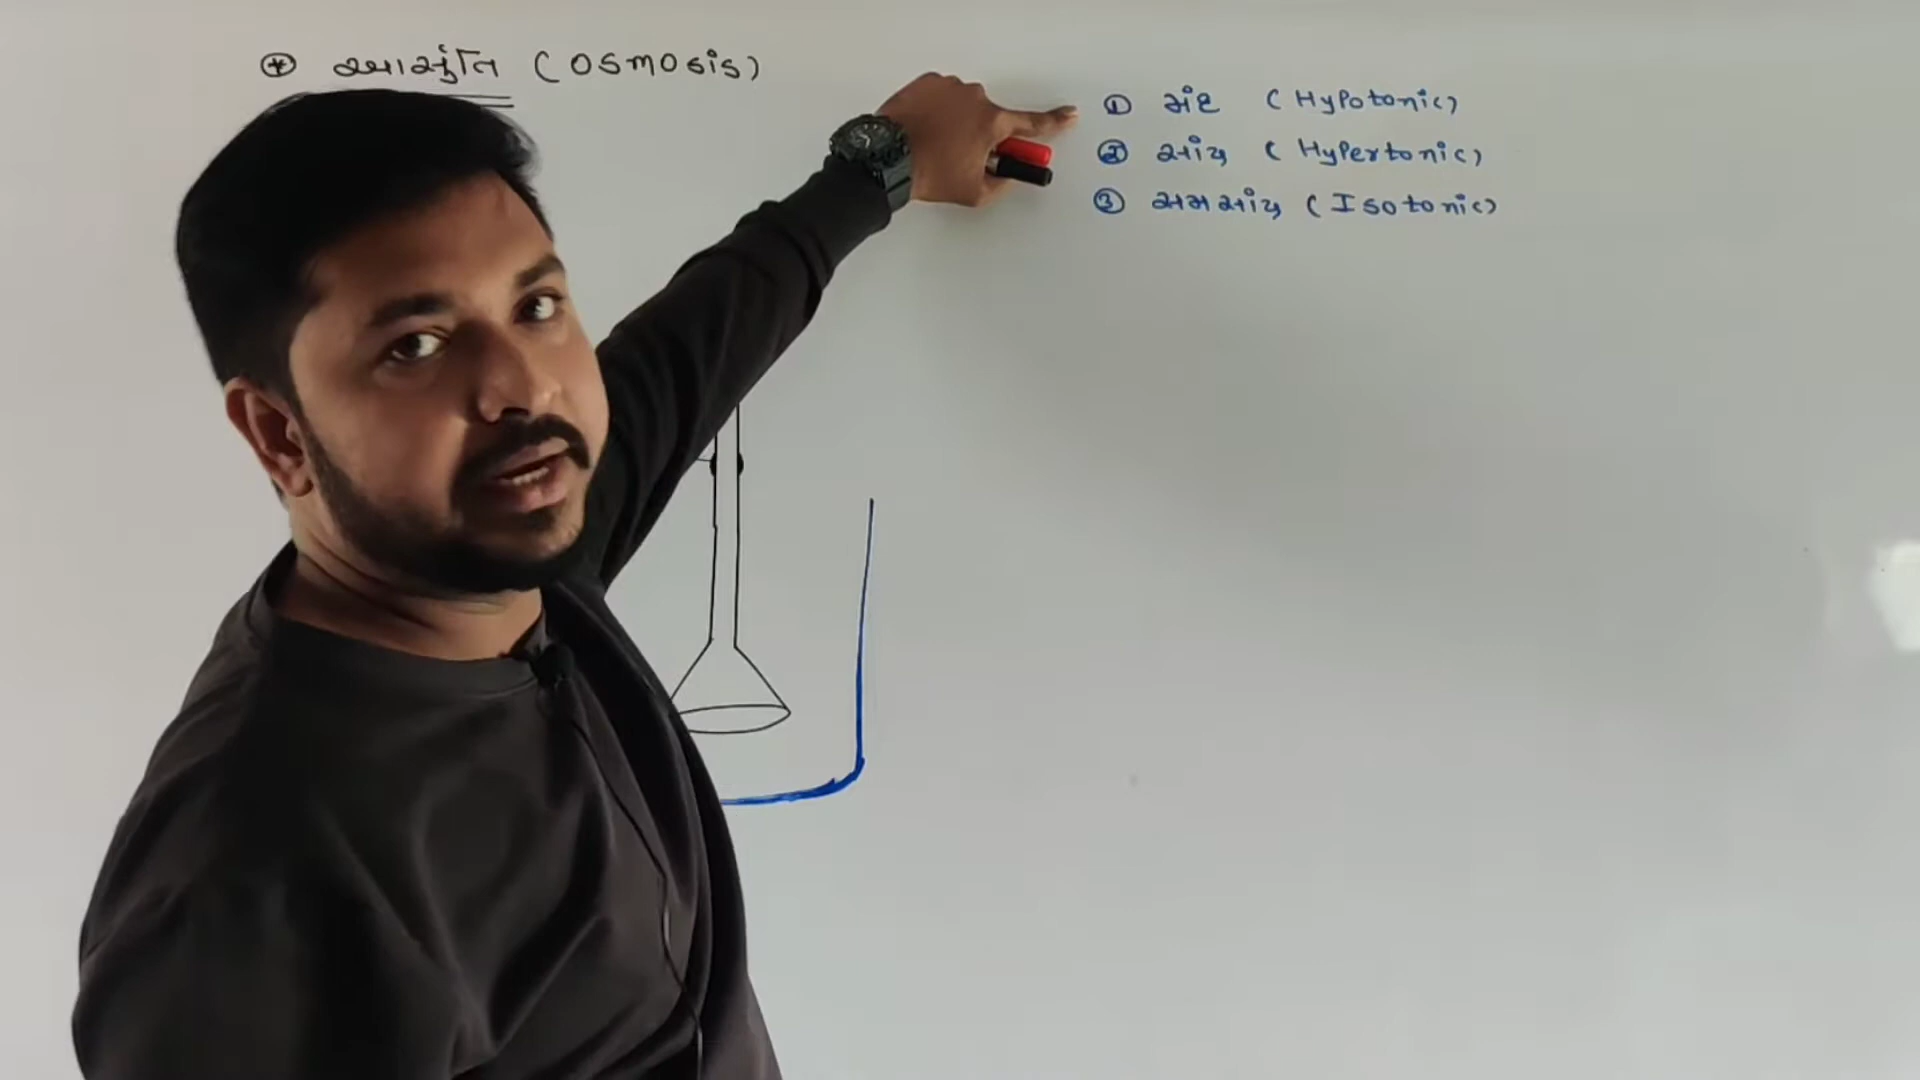 * આસૃતિ (Osmosis)
① મંદ (Hypotonic)
② સાંદ્ર (Hypertonic)
③ સમસાંદ્ર (Isotonic)